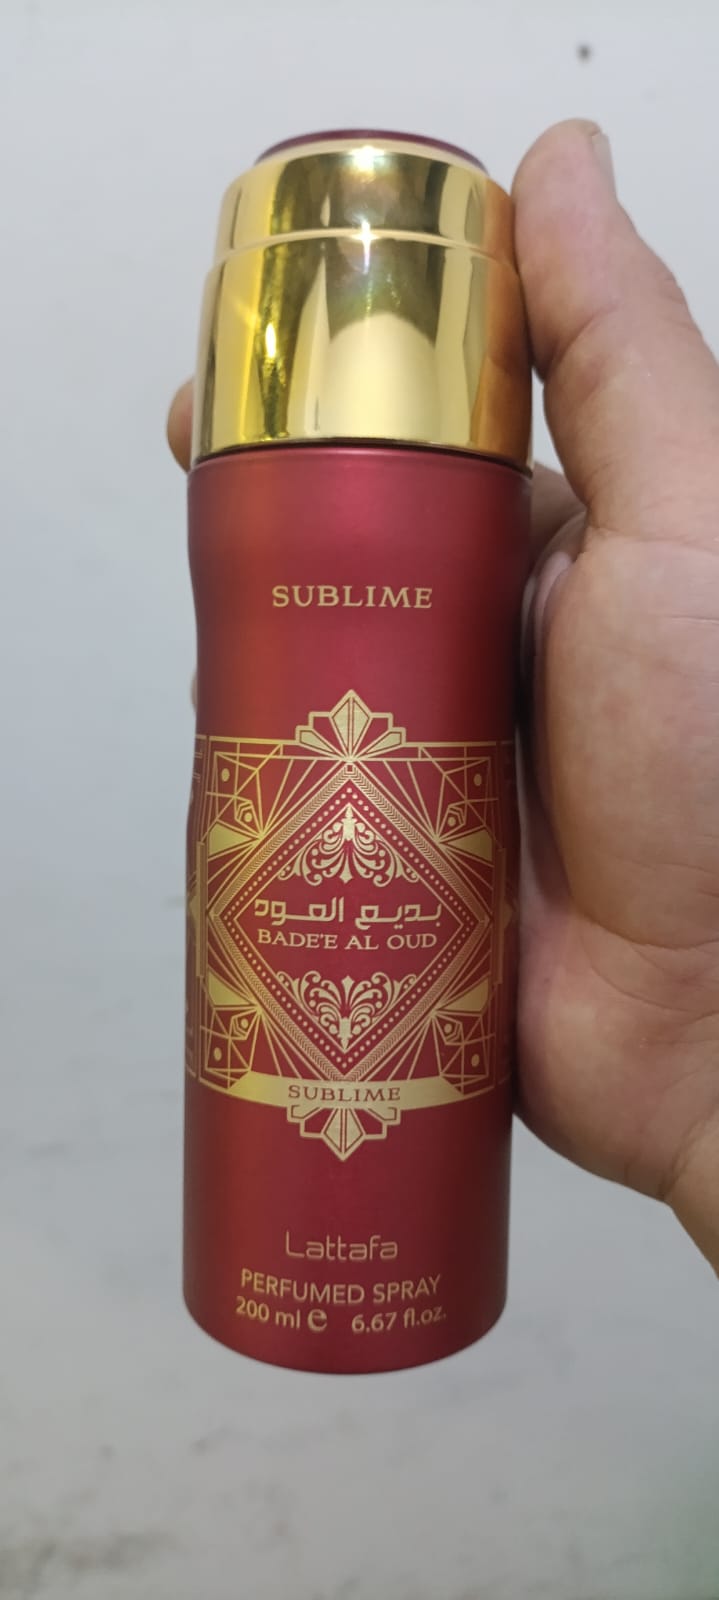 SUBLIME
بديع العود
BADE'E AL OUD
SUBLIME
Lattafa
PERFUMED SPRAY
200 ml e 6.67 fl.oz.